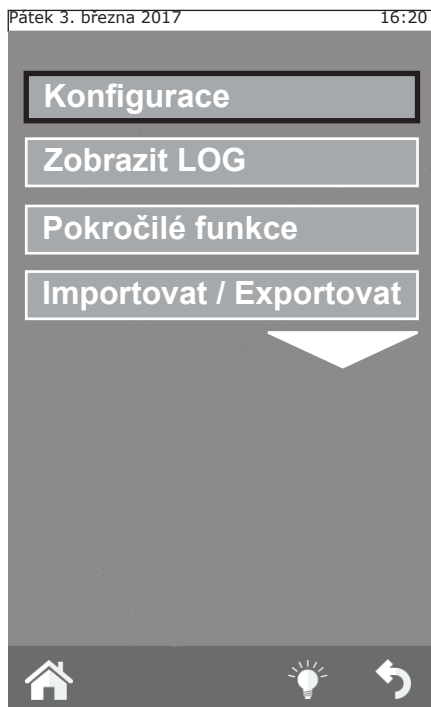 Pátek 3. března 2017 16:20
Konfigurace
Zobrazit LOG
Pokročilé funkce
Importovat / Exportovat